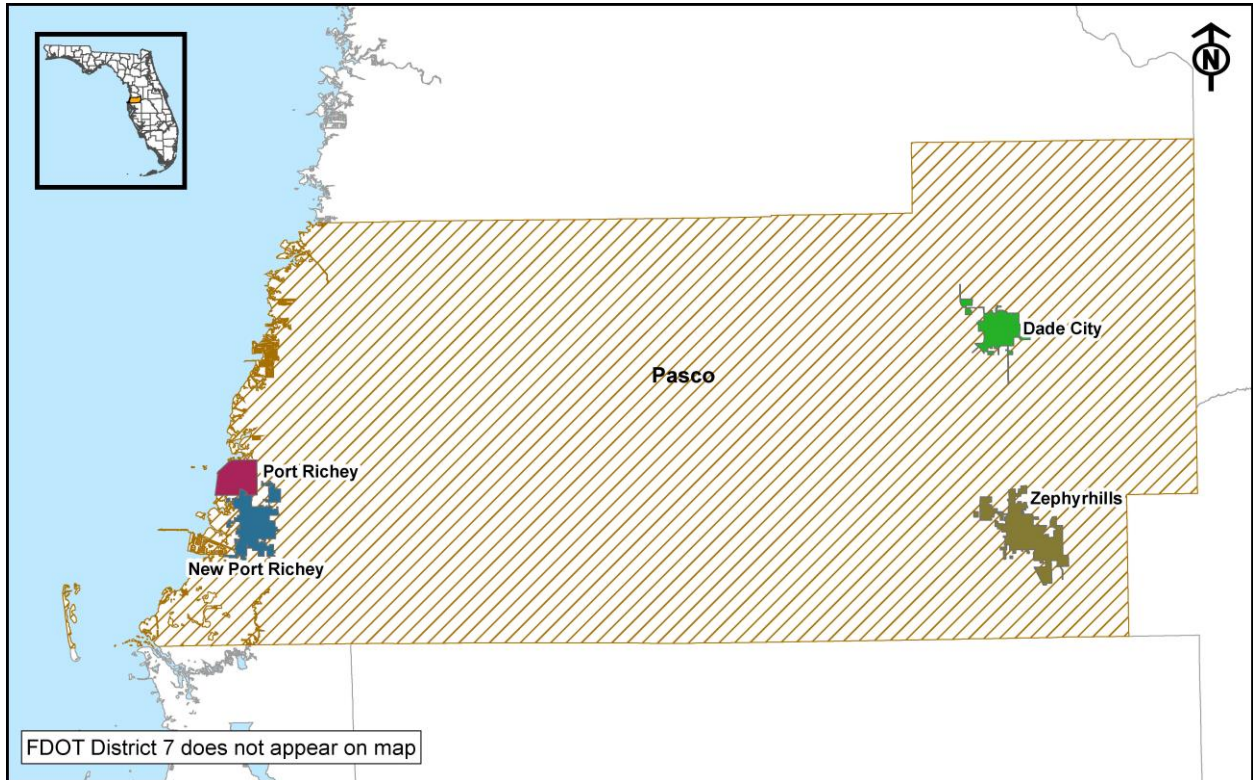 N
Dade City
Pasco
Port Richey
Zephyrhills
New Port Richey
FDOT District 7 does not appear on map